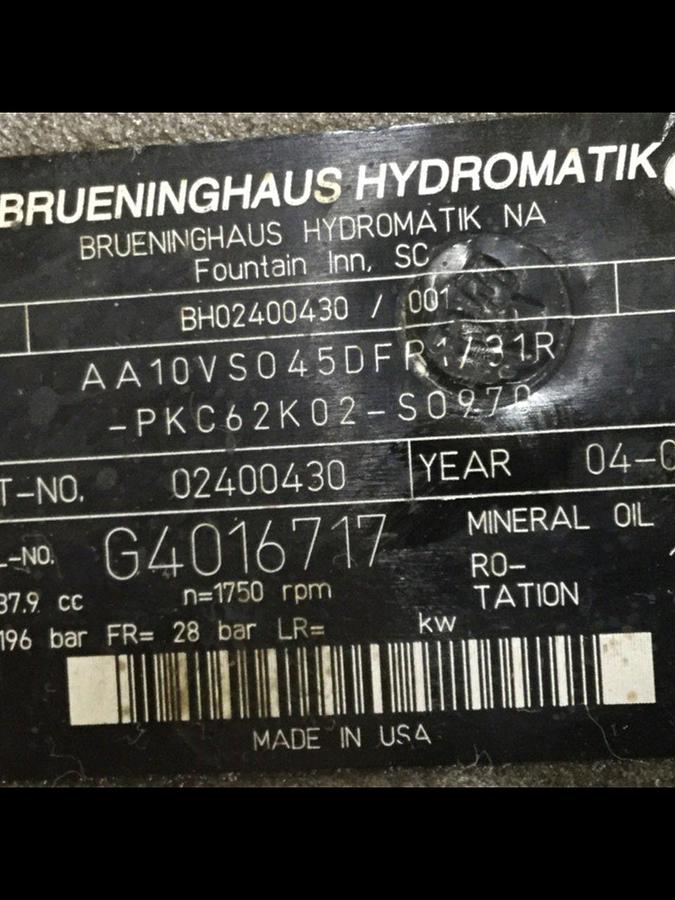 BRUENINGHAUS HYDROMATIK
BRUENINGHAUS HYDROMATIK NA
Fountain Inn, SC
BH02400430 / 001
AA10VSO45DFR1/31R
-PKC62K02-S0970
T-NO. 02400430 YEAR 04-0
L-NO. G4016717 MINERAL OIL
37.9 cc n=1750 rpm RO-
TATION
196 bar FR= 28 bar LR= kw
MADE IN USA